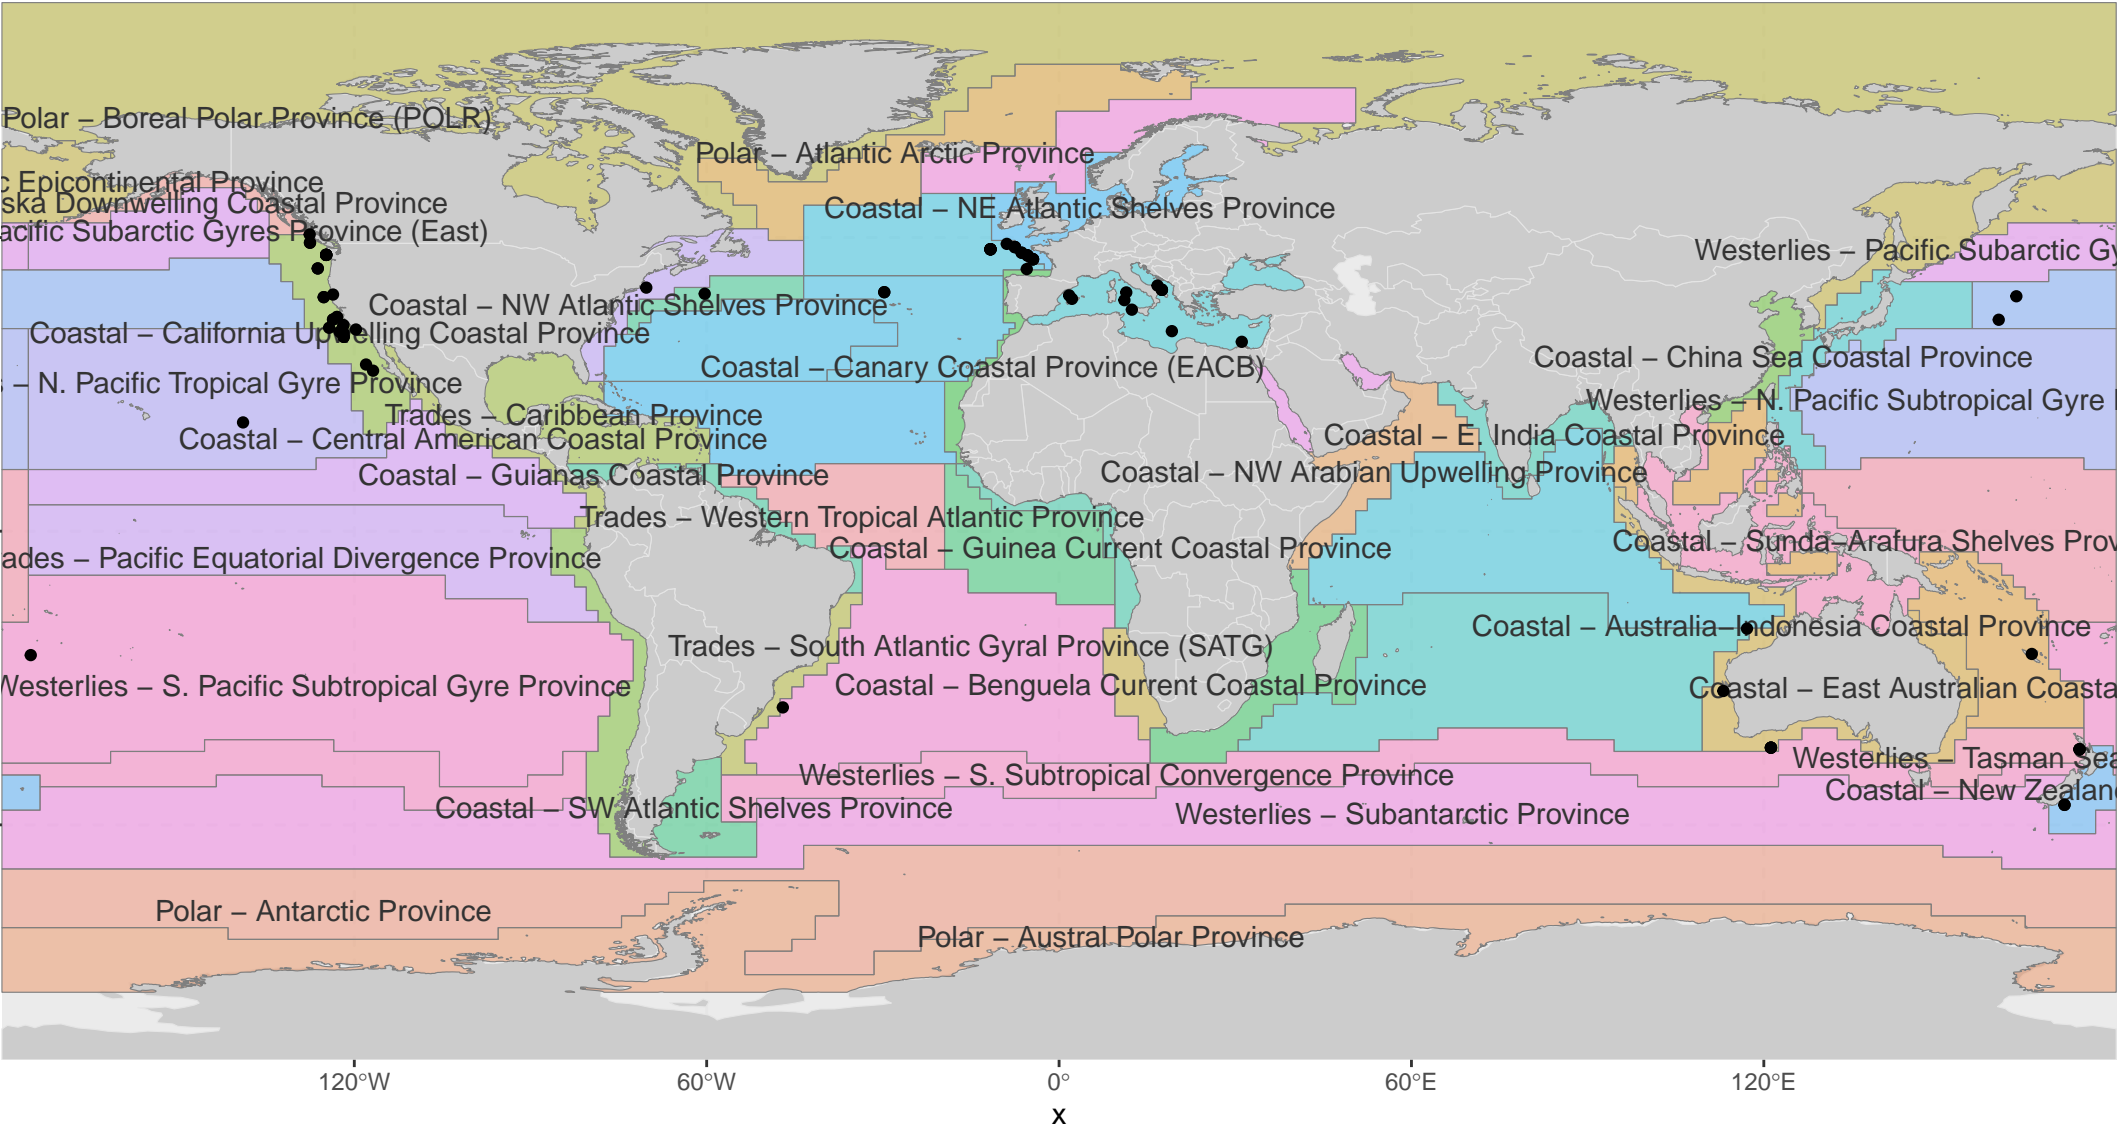 Polar – Boreal Polar Province (POLR)
Polar – Atlantic Arctic Province
c Epicontinental Province
ska Downwelling Coastal Province
Coastal – NE Atlantic Shelves Province
acific Subarctic Gyres Province (East)
Westerlies – Pacific Subarctic Gy
Coastal – NW Atlantic Shelves Province
Coastal – California Upwelling Coastal Province
Coastal – China Sea Coastal Province
Coastal – Canary Coastal Province (EACB)
– N. Pacific Tropical Gyre Province
Westerlies – N. Pacific Subtropical Gyre
Trades – Caribbean Province
Coastal – E. India Coastal Province
Coastal – Central American Coastal Province
Coastal – NW Arabian Upwelling Province
Coastal – Guianas Coastal Province
Trades – Western Tropical Atlantic Province
Coastal – Sunda–Arafura Shelves Prov
Coastal – Guinea Current Coastal Province
ades – Pacific Equatorial Divergence Province
Coastal – Australia–Indonesia Coastal Province
Trades – South Atlantic Gyral Province (SATG)
Westerlies – S. Pacific Subtropical Gyre Province
Coastal – Benguela Current Coastal Province
Coastal – East Australian Coasta
Westerlies – Tasman Sea
Westerlies – S. Subtropical Convergence Province
Coastal – New Zealand
Coastal – SW Atlantic Shelves Province
Westerlies – Subantarctic Province
Polar – Antarctic Province
Polar – Austral Polar Province
120°W 60°W 0° 60°E 120°E
x